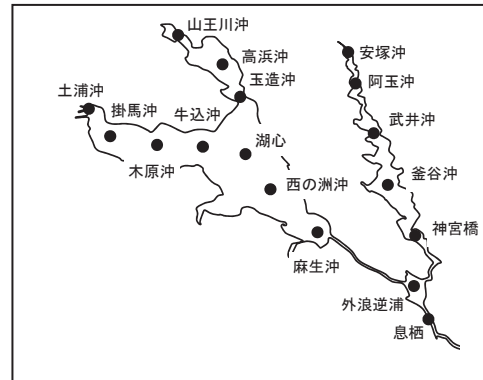 山王川沖
高浜沖
玉造沖
土浦沖
掛馬沖
牛込沖
木原沖
湖心
西の洲沖
麻生沖
安塚沖
阿玉沖
武井沖
釜谷沖
神宮橋
外浪逆浦
息栖